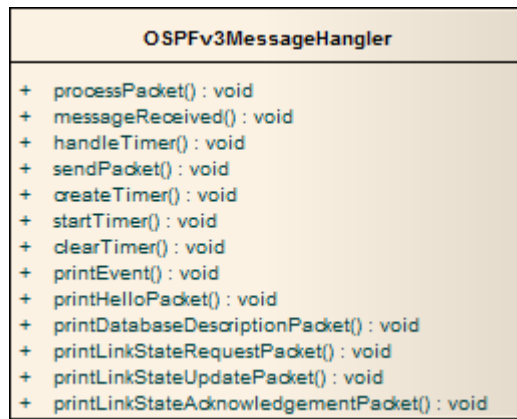 OSPFv3MessageHangler
+ processPacket() : void
+ messageReceived() : void
+ handleTimer() : void
+ sendPacket() : void
+ createTimer() : void
+ startTimer() : void
+ clearTimer() : void
+ printEvent() : void
+ printHelloPacket() : void
+ printDatabaseDescriptionPacket() : void
+ printLinkStateRequestPacket() : void
+ printLinkStateUpdatePacket() : void
+ printLinkStateAcknowledgementPacket() : void